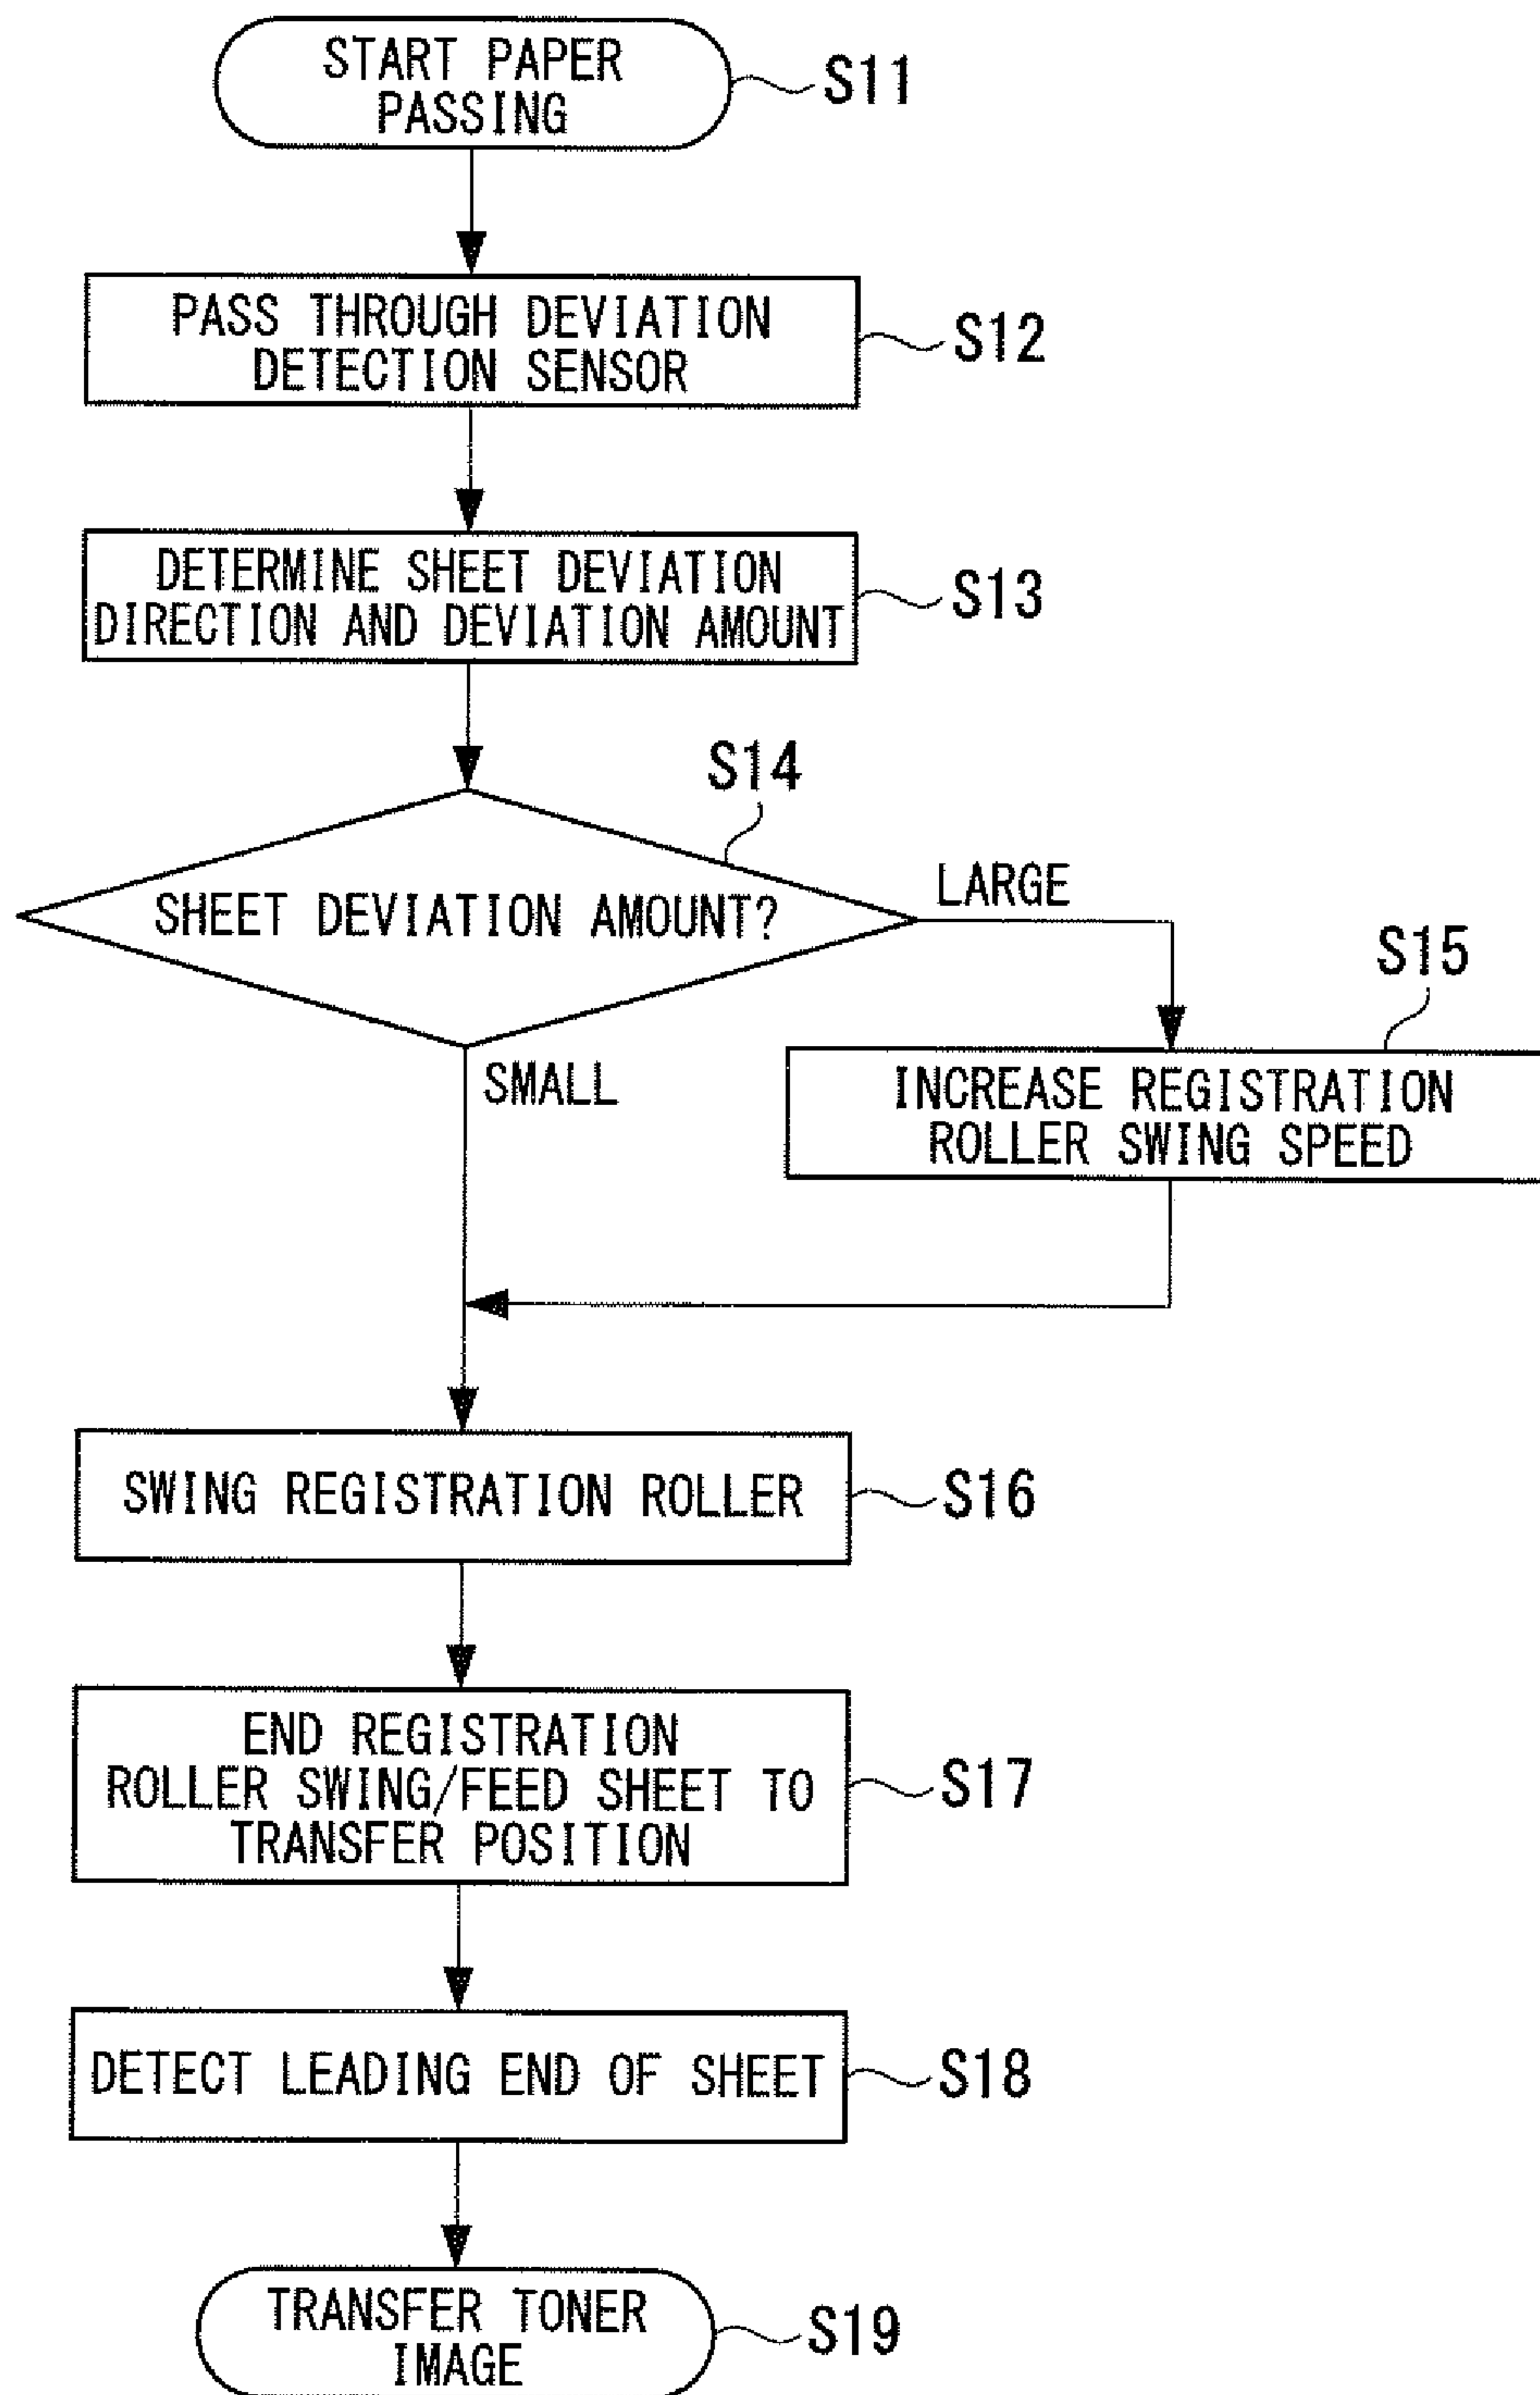 START PAPER
PASSING
S11
PASS THROUGH DEVIATION
DETECTION SENSOR
S12
DETERMINE SHEET DEVIATION
DIRECTION AND DEVIATION AMOUNT
S13
S14
SHEET DEVIATION AMOUNT?
LARGE
SMALL
S15
INCREASE REGISTRATION
ROLLER SWING SPEED
SWING REGISTRATION ROLLER
S16
END REGISTRATION
ROLLER SWING/FEED SHEET TO
TRANSFER POSITION
S17
DETECT LEADING END OF SHEET
S18
TRANSFER TONER
IMAGE
S19